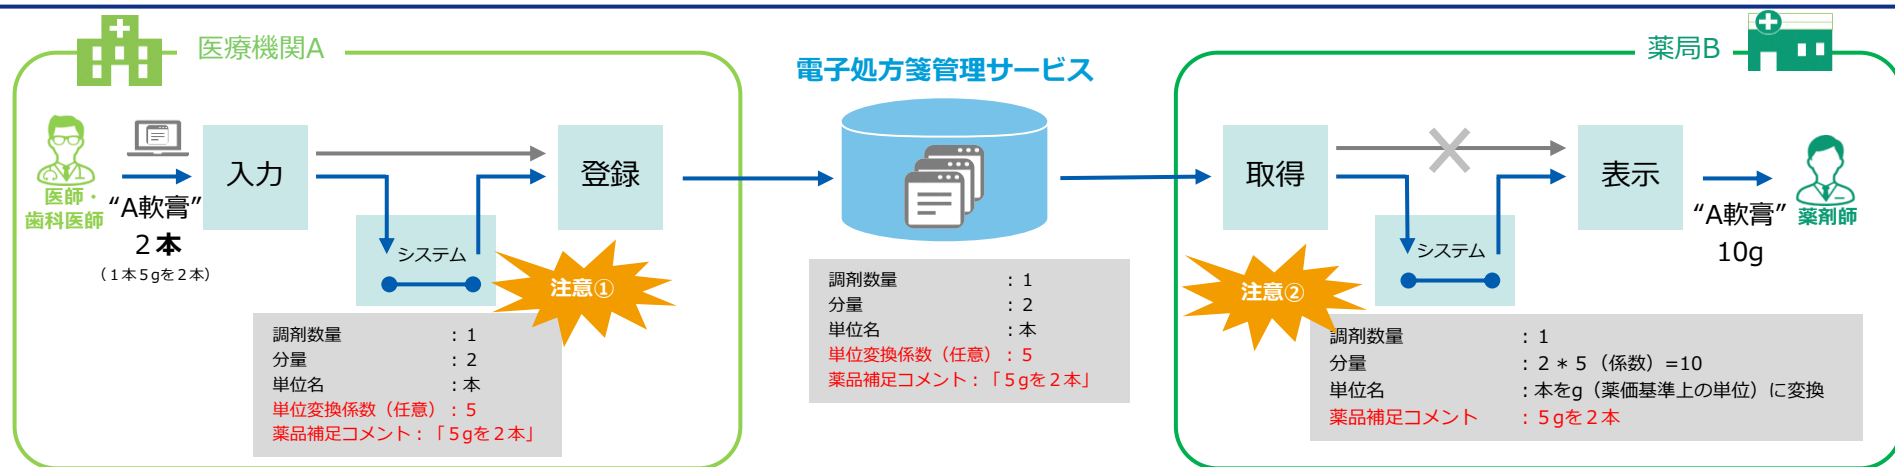 医療機関A
医師・
歯科医師
“A軟膏”
２本
（１本５gを２本）
入力
登録
システム
注意①
調剤数量 ：1
分量 ：2
単位名 ：本
単位変換係数（任意）：5
薬品補足コメント：「５gを２本」
電子処方箋管理サービス
調剤数量 ：1
分量 ：2
単位名 ：本
単位変換係数（任意）：5
薬品補足コメント：「５gを２本」
薬局B
取得
表示
システム
注意②
“A軟膏”
10g
薬剤師
調剤数量 ：1
分量 ：2 * 5（係数）=10
単位名 ：本をg（薬価基準上の単位）に変換
薬品補足コメント ：５gを２本